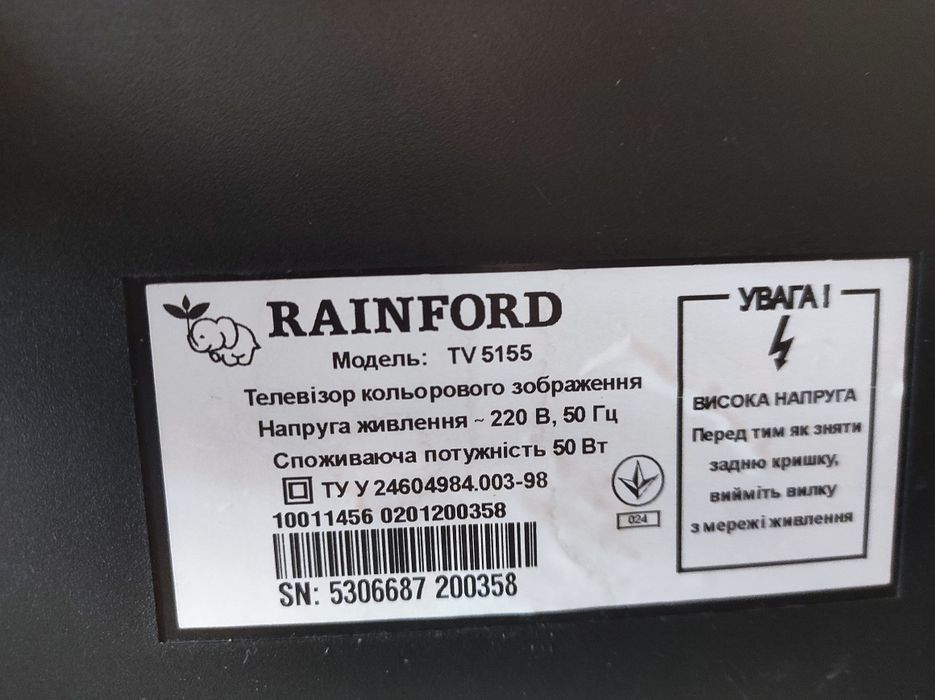 RAINFORD
Модель: TV 5155
Телевізор кольорового зображення
Напруга живлення ~ 220 В, 50 Гц
Споживаюча потужність 50 Вт
ТУ У 24604984.003-98
10011456 0201200358
SN: 5306687 200358
024
УВАГА !
ВИСОКА НАПРУГА
Перед тим як зняти
задню кришку,
вийміть вилку
з мережі живлення